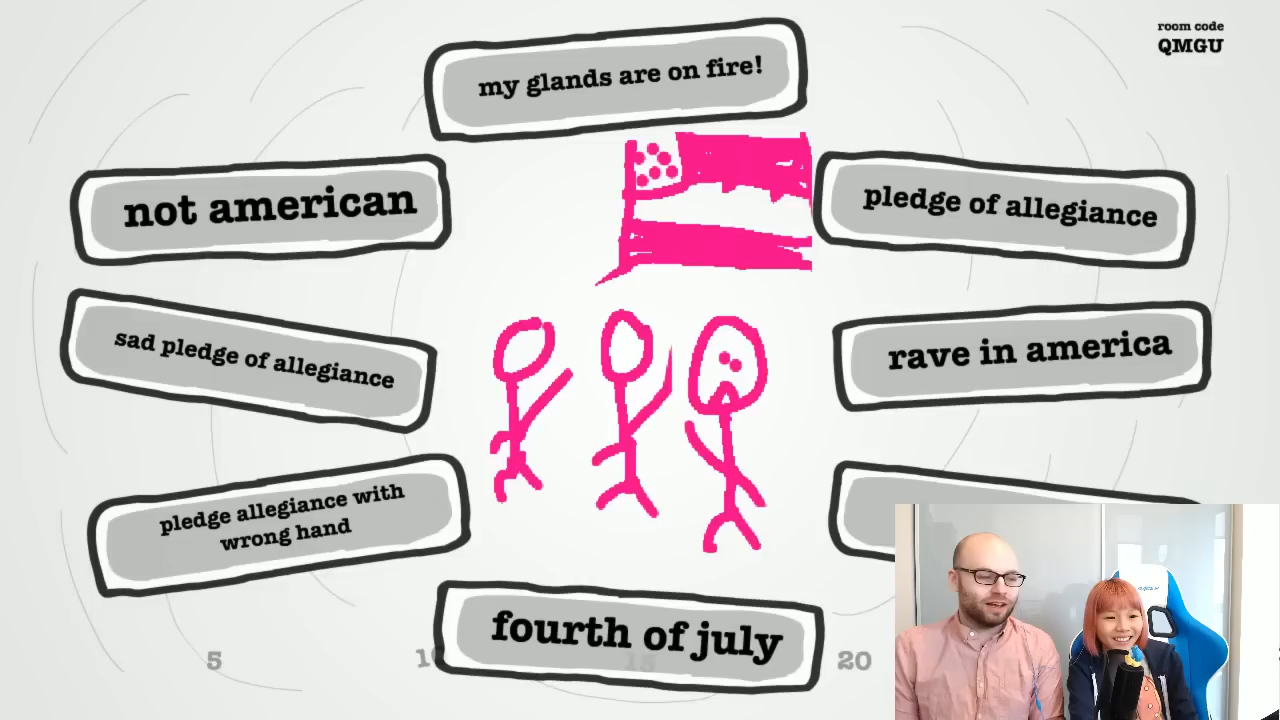 room code
QMGU
my glands are on fire!
not american
pledge of allegiance
sad pledge of allegiance
rave in america
pledge allegiance with
wrong hand
fourth of july
5
20